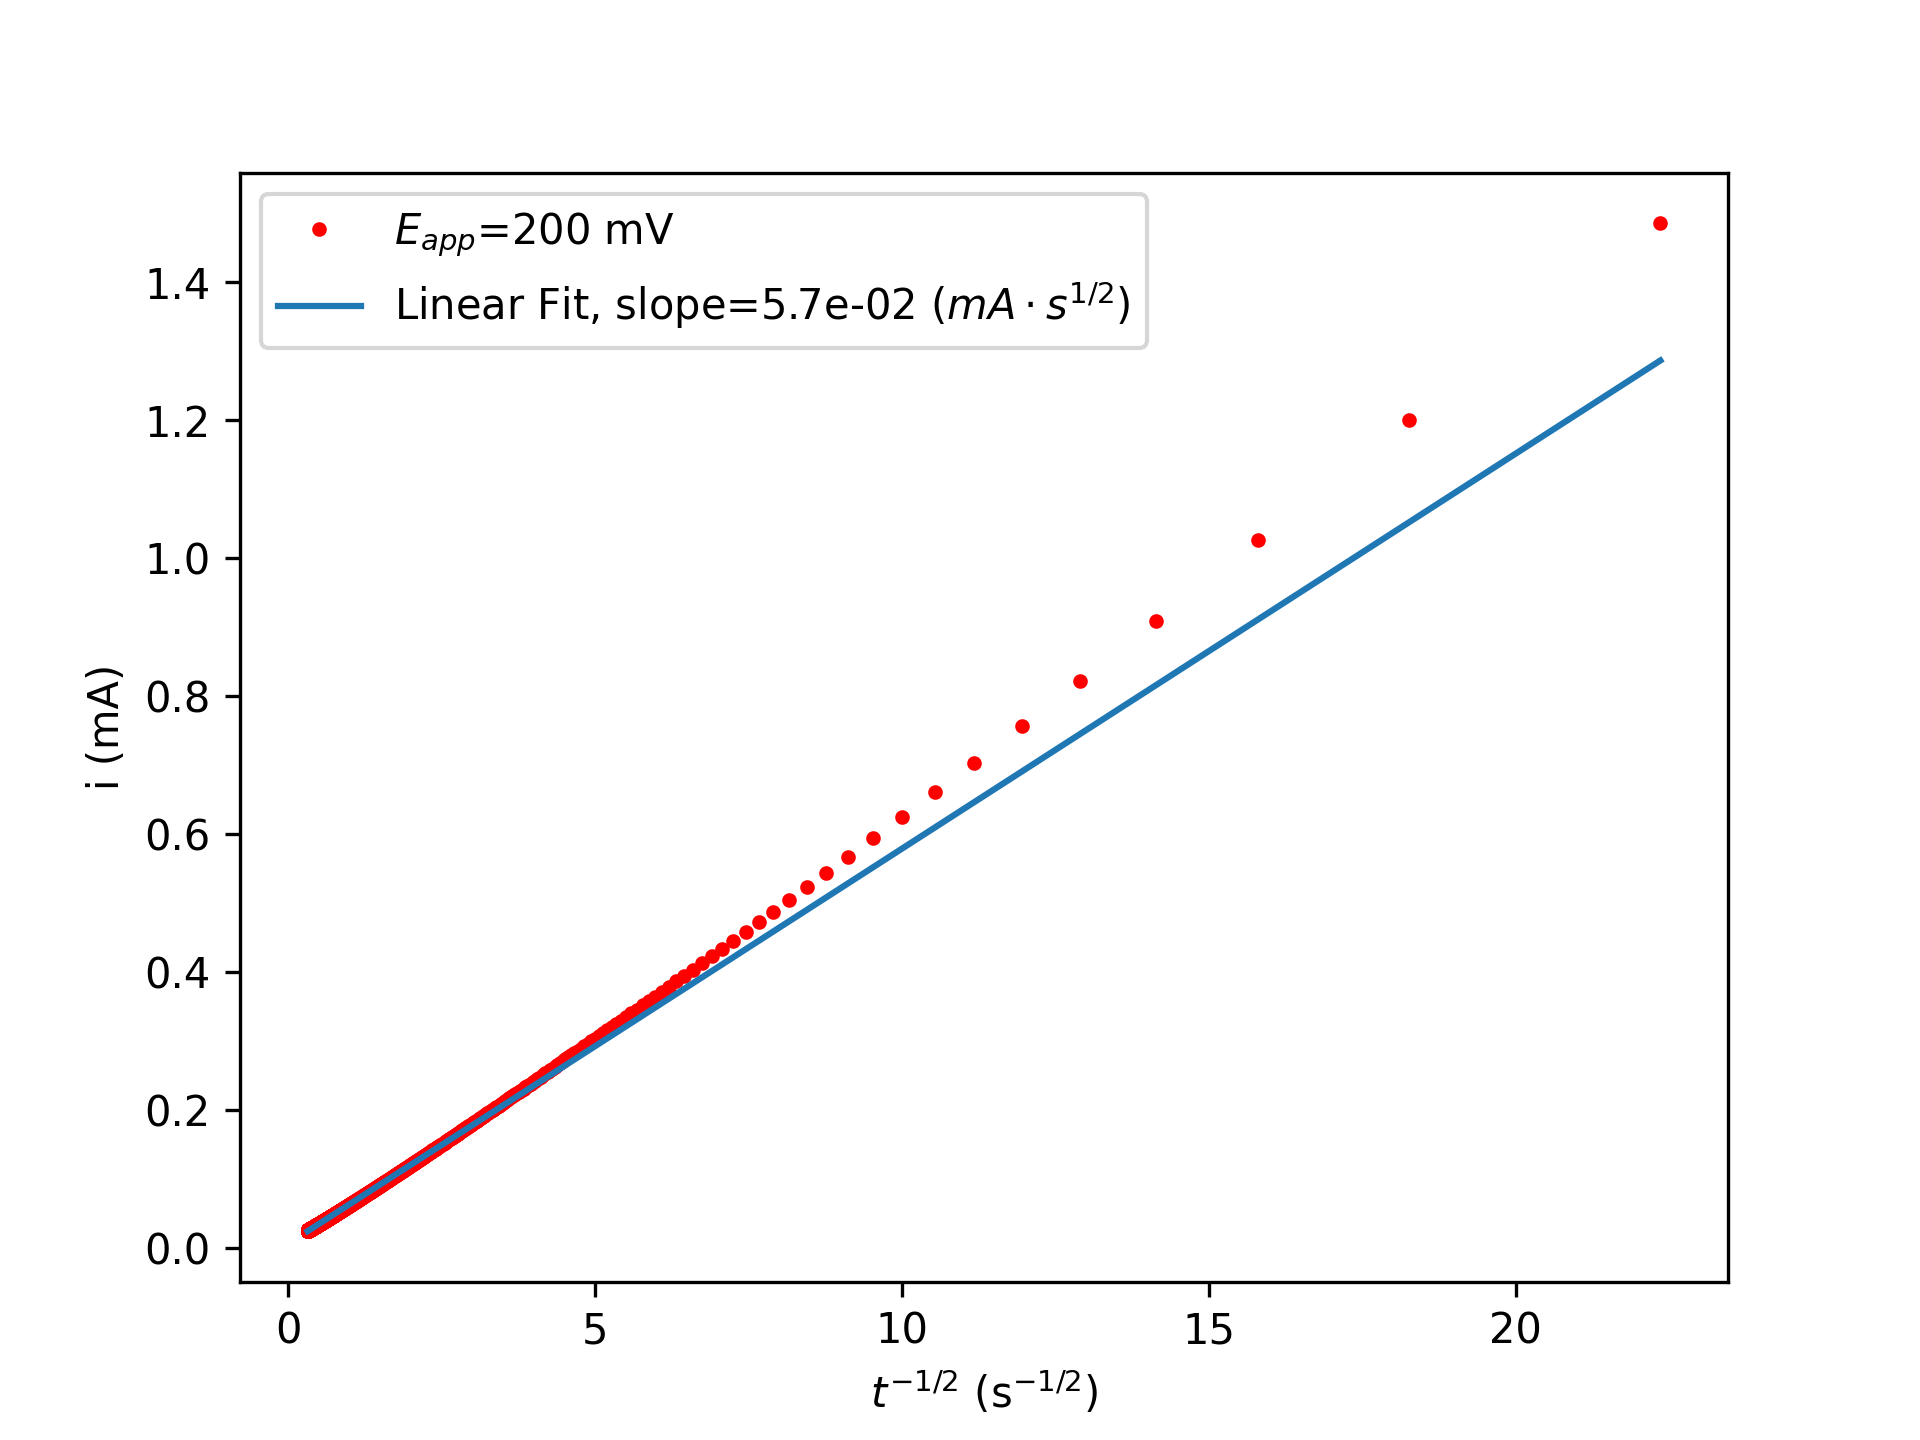 E_app=200 mV
Linear Fit, slope=5.7e-02 (mA · s^1/2)
1.4
1.2
1.0
0.8
0.6
0.4
0.2
0.0
i (mA)
0 5 10 15 20
t^−1/2 (s^−1/2)